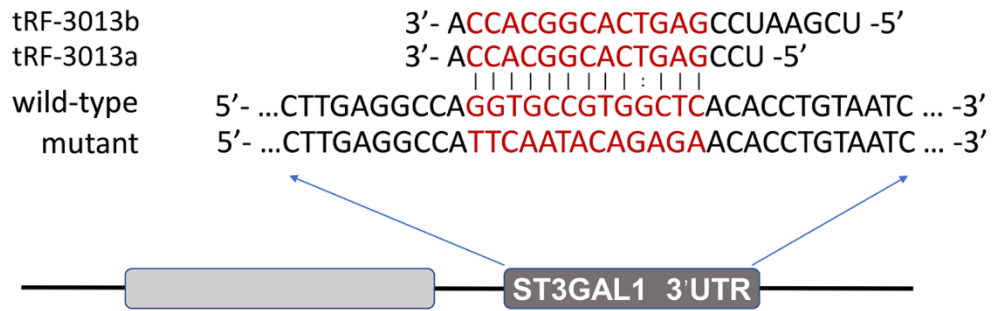 tRF-3013b 3’- ACCACGGCACTGAGCCUAAGCU -5’
tRF-3013a 3’- ACCACGGCACTGAGCCU -5’
| | | | | | | | | | : | | |
wild-type 5’- ...CTTGAGGCCAGGTGCCGTGGCTCACACCTGTAATC ... -3’
mutant 5’- ...CTTGAGGCCATTCAATACAGAGAACACCTGTAATC ... -3’
ST3GAL1 3'UTR